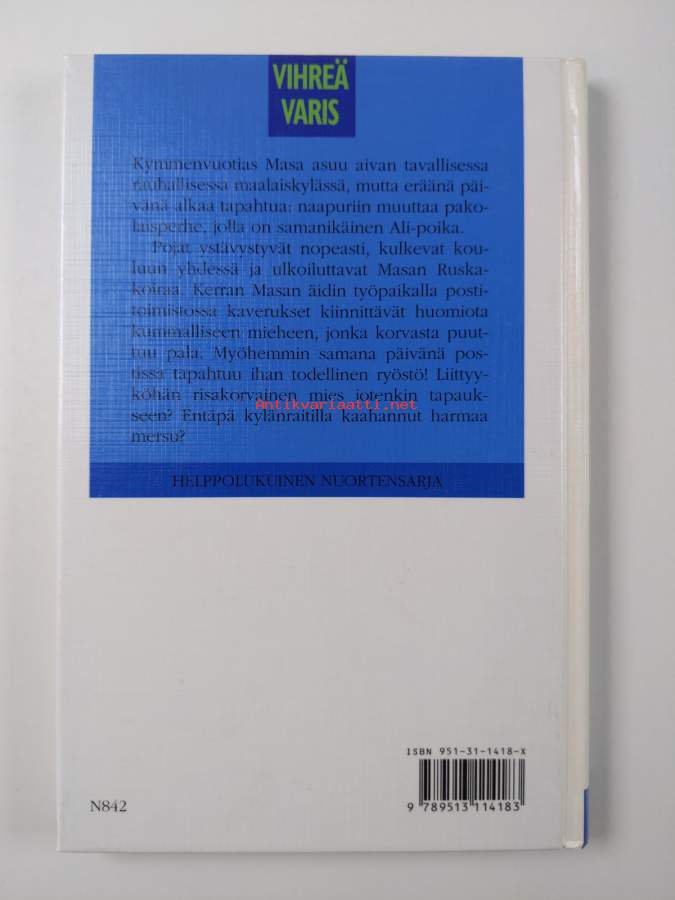 VIHREÄ
VARIS
Kymmenvuotias Masa asuu aivan tavallisessa
rauhallisessa maalaiskylässä, mutta eräänä päi-
vänä alkaa tapahtua: naapuriin muuttaa pako-
laisperhe, jolla on samanikäinen Ali-poika.
Pojat ystävystyvät nopeasti, kulkevat kou-
luun yhdessä ja ulkoiluttavat Masan Ruska-
koiraa. Kerran Masan äidin työpaikalla posti-
toimistossa kaverukset kiinnittävät huomiota
kummalliseen mieheen, jonka korvasta puut-
tuu pala. Myöhemmin samana päivänä pos-
tissa tapahtuu ihan todellinen ryöstö! Liittyy-
köhän risakorvainen mies jotenkin tapauk-
seen? Entäpä kylänraitilla kaahannut harmaa
mersu?
Antikvariaatti.net
HELPPOLUKUINEN NUORTENSARJA
ISBN 951-31-1418-X
9 789513 114183
N842